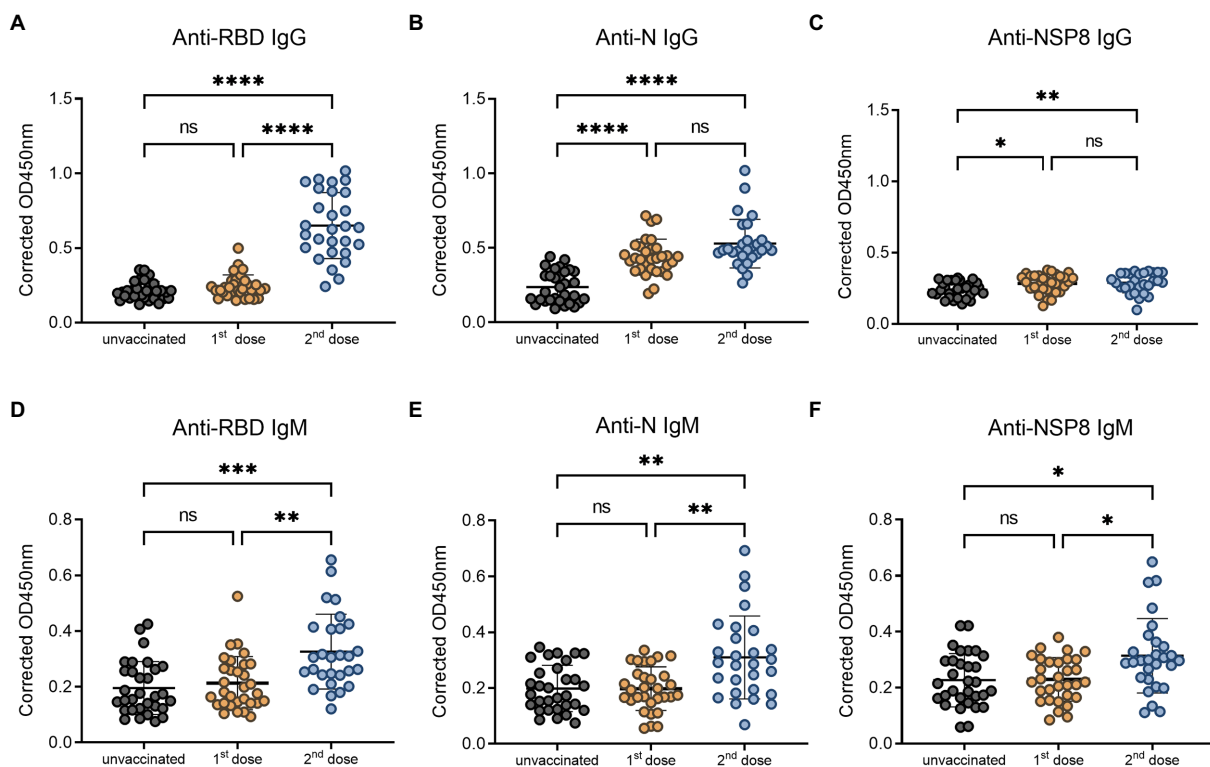 A
Anti-RBD IgG
****
ns
****
Corrected OD450nm
1.5
1.0
0.5
0.0
unvaccinated
1st dose
2nd dose
B
Anti-N IgG
****
****
ns
Corrected OD450nm
1.5
1.0
0.5
0.0
unvaccinated
1st dose
2nd dose
C
Anti-NSP8 IgG
**
*
ns
Corrected OD450nm
1.5
1.0
0.5
0.0
unvaccinated
1st dose
2nd dose
D
Anti-RBD IgM
***
ns
**
Corrected OD450nm
0.8
0.6
0.4
0.2
0.0
unvaccinated
1st dose
2nd dose
E
Anti-N IgM
**
ns
**
Corrected OD450nm
0.8
0.6
0.4
0.2
0.0
unvaccinated
1st dose
2nd dose
F
Anti-NSP8 IgM
*
ns
*
Corrected OD450nm
0.8
0.6
0.4
0.2
0.0
unvaccinated
1st dose
2nd dose